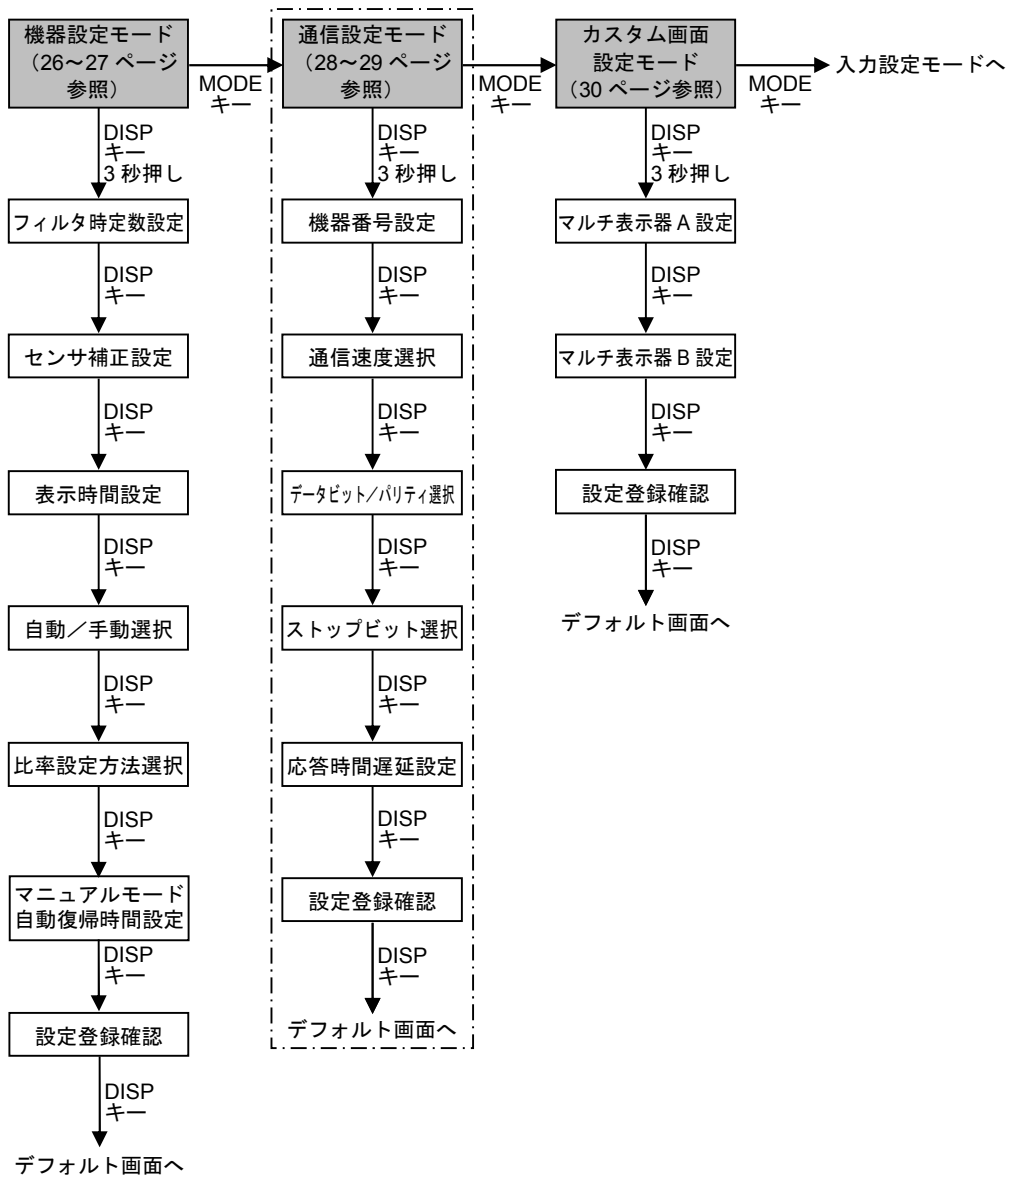 機器設定モード
（26～27 ページ
参照）
MODE
キー
通信設定モード
（28～29 ページ
参照）
MODE
キー
カスタム画面
設定モード
（30 ページ参照）
MODE
キー
入力設定モードへ
DISP
キー
3 秒押し
フィルタ時定数設定
DISP
キー
センサ補正設定
DISP
キー
表示時間設定
DISP
キー
自動／手動選択
DISP
キー
比率設定方法選択
DISP
キー
マニュアルモード
自動復帰時間設定
DISP
キー
設定登録確認
DISP
キー
デフォルト画面へ
DISP
キー
3 秒押し
機器番号設定
DISP
キー
通信速度選択
DISP
キー
データビット／パリティ選択
DISP
キー
ストップビット選択
DISP
キー
応答時間遅延設定
DISP
キー
設定登録確認
DISP
キー
デフォルト画面へ
DISP
キー
3 秒押し
マルチ表示器 A 設定
DISP
キー
マルチ表示器 B 設定
DISP
キー
設定登録確認
DISP
キー
デフォルト画面へ